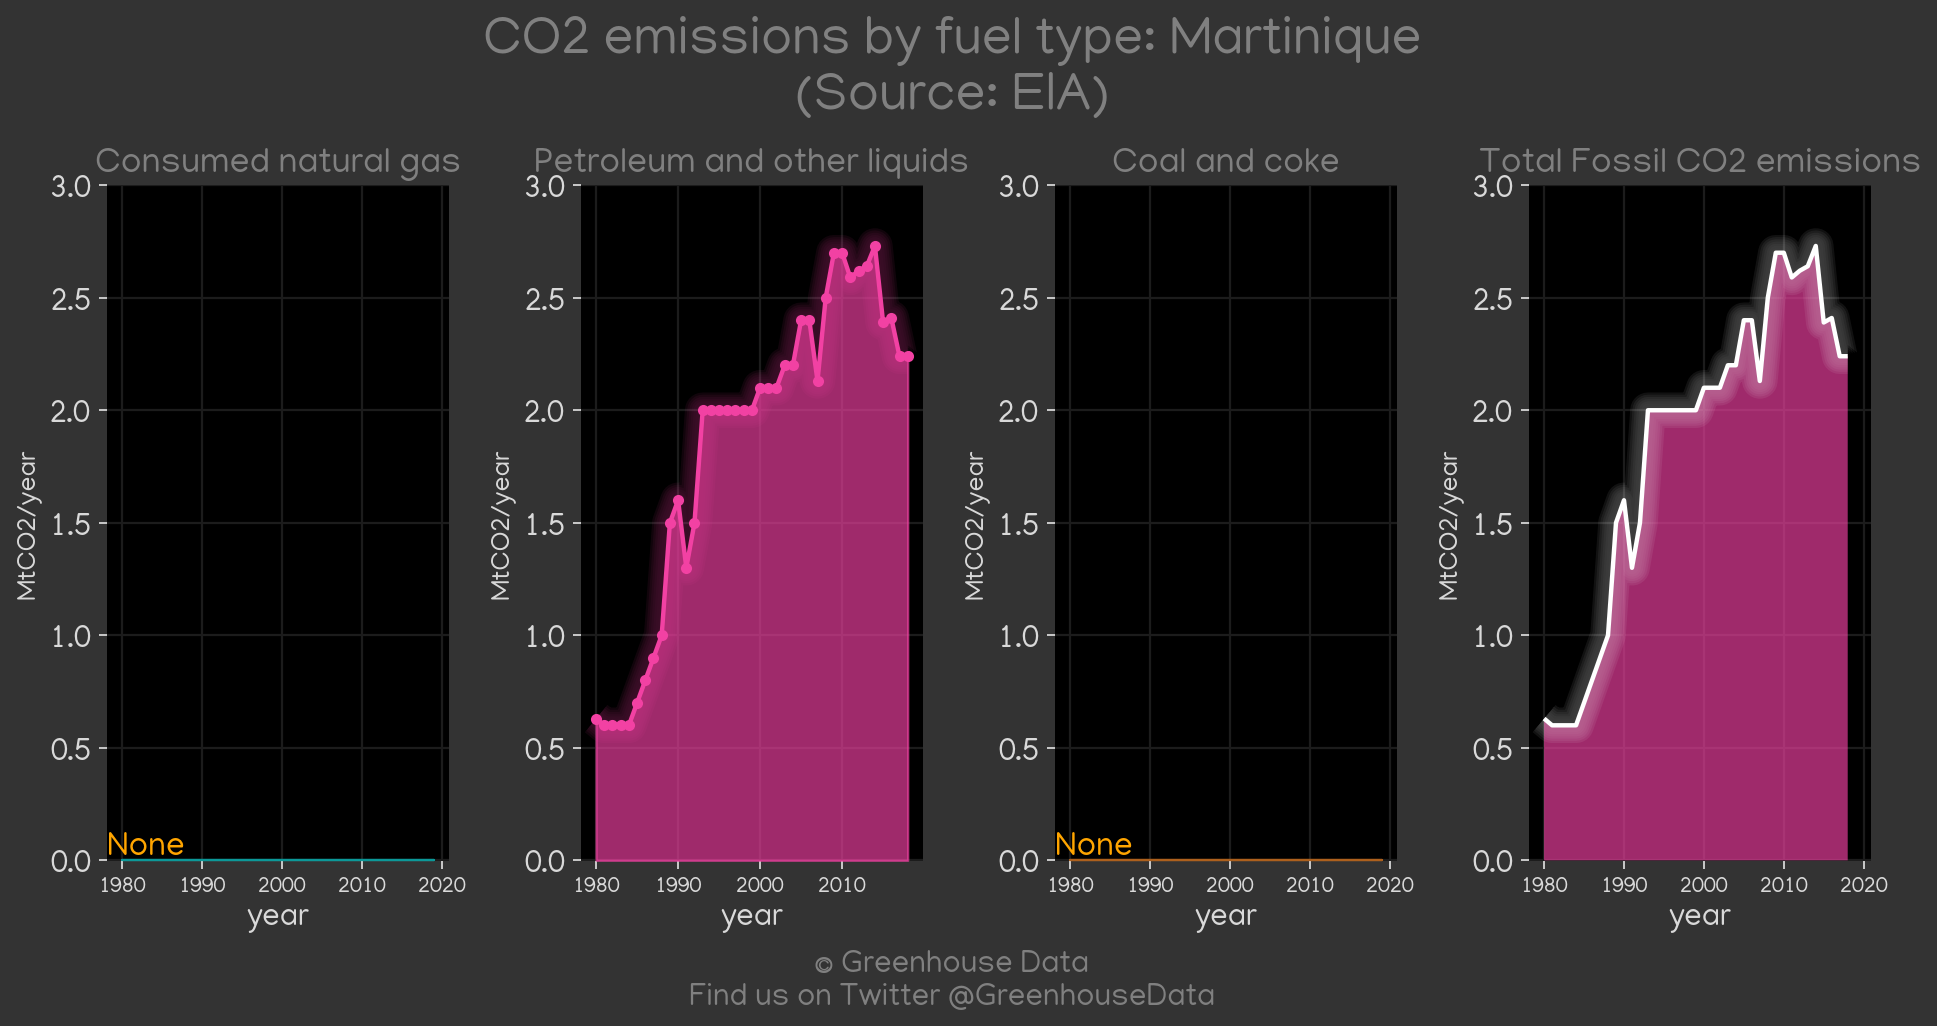 CO2 emissions by fuel type: Martinique
(Source: EIA)
Consumed natural gas
3.0
2.5
2.0
1.5
1.0
0.5
0.0
MtCO2/year
None
1980 1990 2000 2010 2020
year
Petroleum and other liquids
3.0
2.5
2.0
1.5
1.0
0.5
0.0
MtCO2/year
1980 1990 2000 2010
year
Coal and coke
3.0
2.5
2.0
1.5
1.0
0.5
0.0
MtCO2/year
None
1980 1990 2000 2010 2020
year
Total Fossil CO2 emissions
3.0
2.5
2.0
1.5
1.0
0.5
0.0
MtCO2/year
1980 1990 2000 2010 2020
year
© Greenhouse Data
Find us on Twitter @GreenhouseData